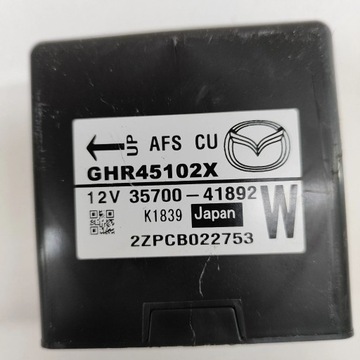 UP AFS CU
GHR45102X
12V 35700-41892
K1839 Japan W
2ZPCB022753